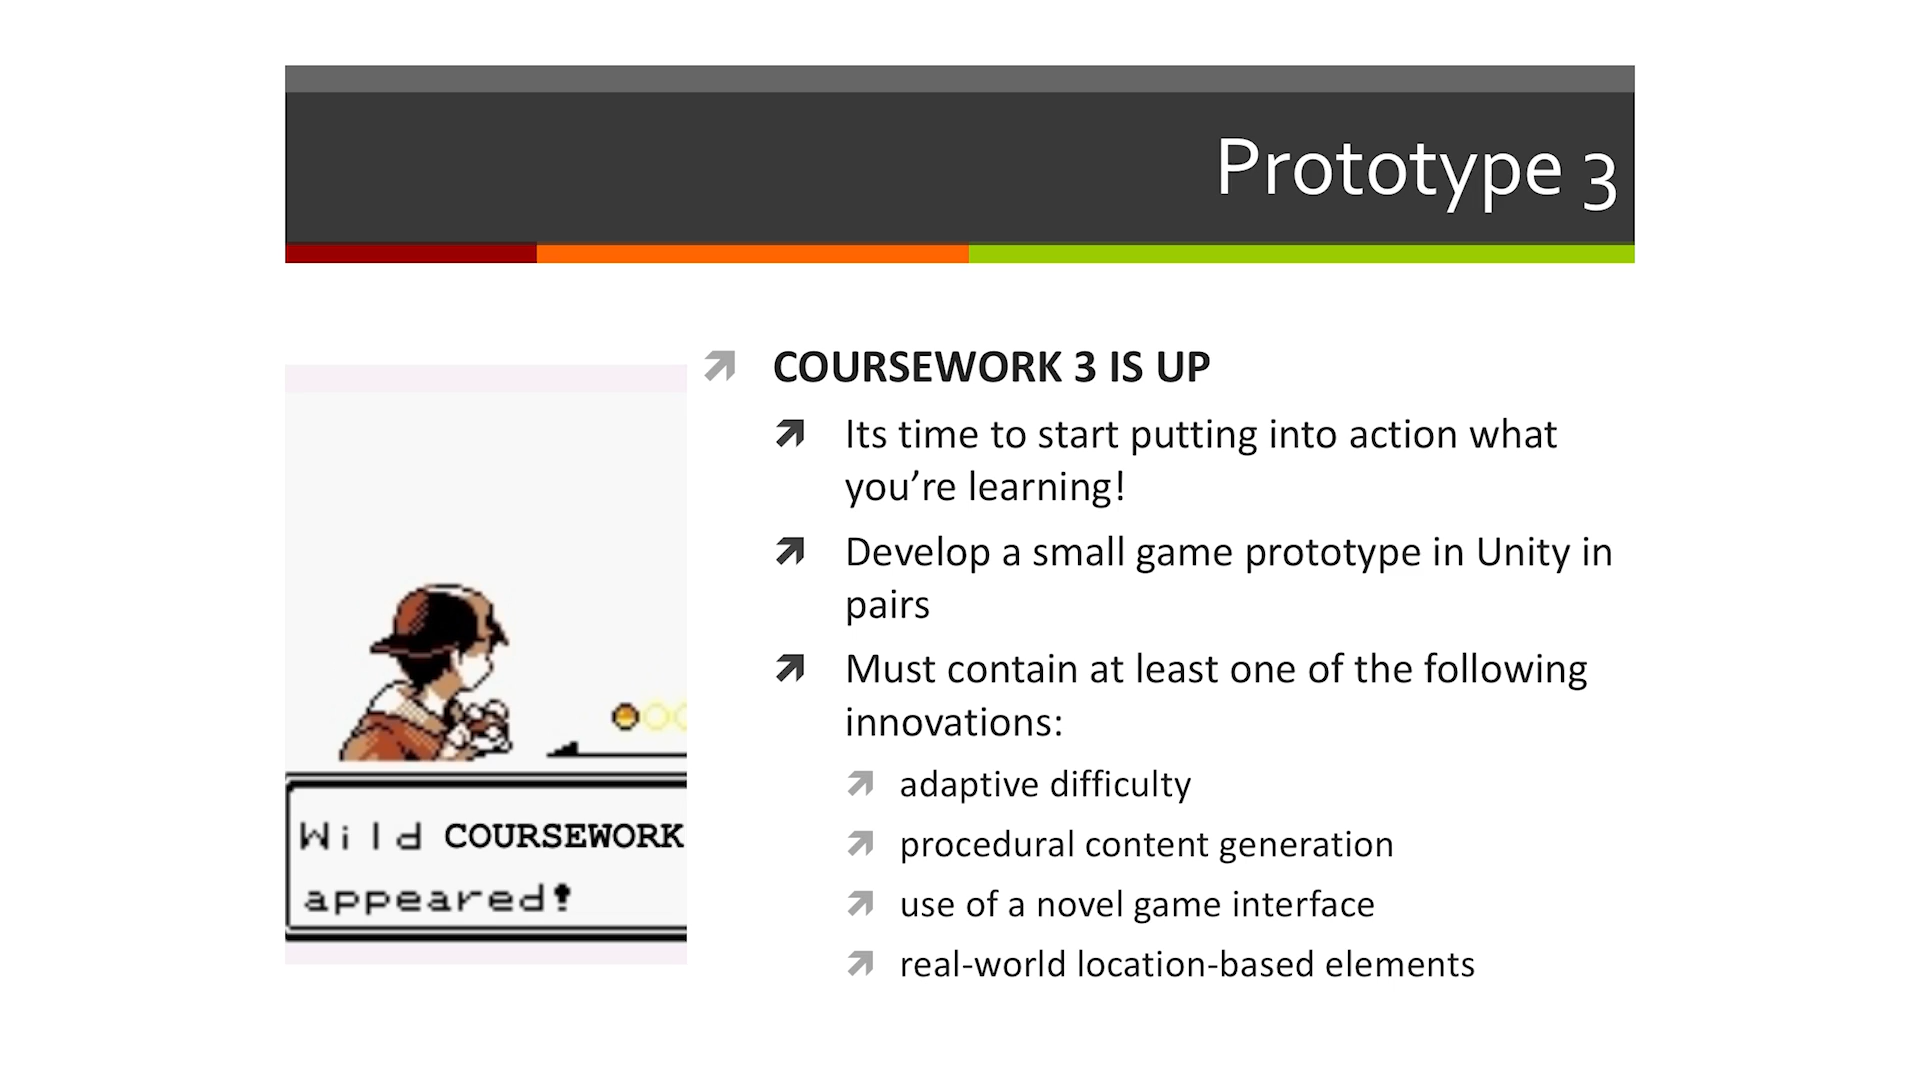 Prototype 3
COURSEWORK 3 IS UP
Its time to start putting into action what
you’re learning!
Develop a small game prototype in Unity in
pairs
Must contain at least one of the following
innovations:
adaptive difficulty
procedural content generation
use of a novel game interface
real-world location-based elements
Wild COURSEWORK
appeared!